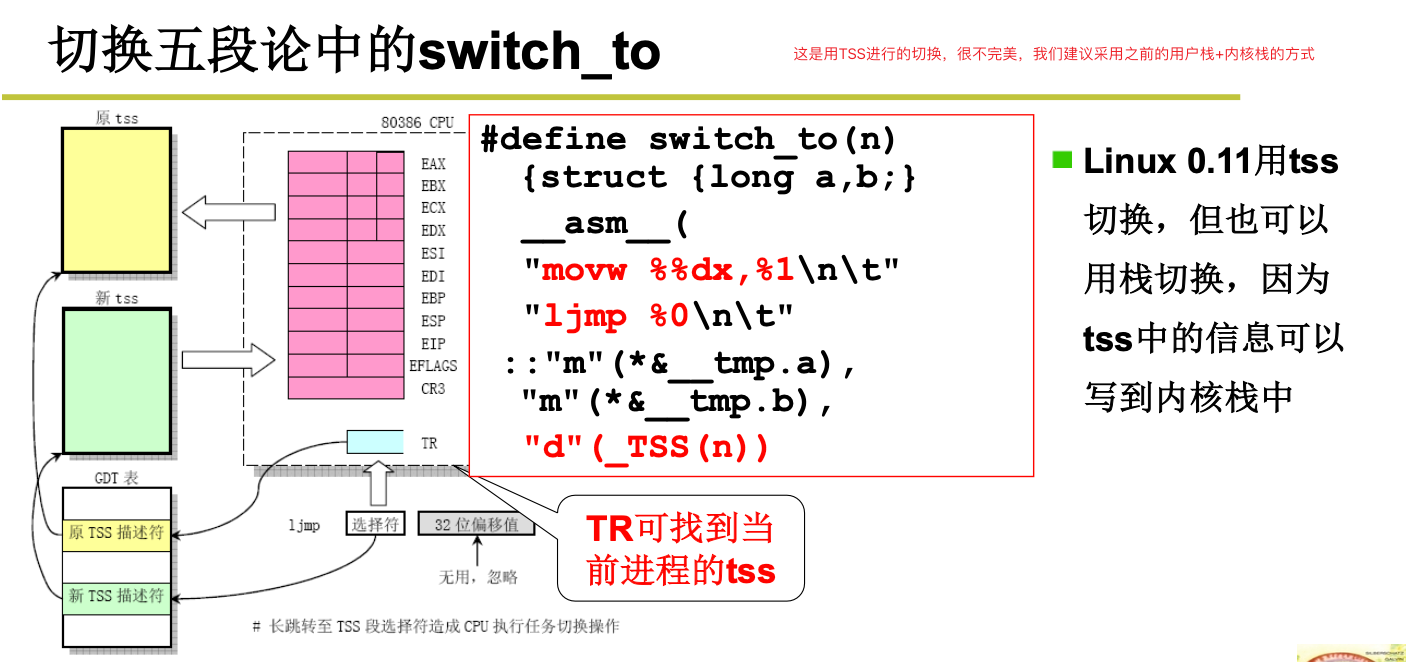 切换五段论中的switch_to
这是用TSS进行的切换，很不完美，我们建议采用之前的用户栈+内核栈的方式
原 tss
新 tss
GDT 表
原 TSS 描述符
新 TSS 描述符
80386 CPU
EAX
EBX
ECX
EDX
ESI
EDI
EBP
ESP
EIP
EFLAGS
CR3
TR
ljmp
选择符
32 位偏移值
无用，忽略
# 长跳转至 TSS 段选择符造成 CPU 执行任务切换操作
#define switch_to(n)
{struct {long a,b;}
__asm__(
"movw %%dx,%1\n\t"
"ljmp %0\n\t"
::"m"(*&__tmp.a),
"m"(*&__tmp.b),
"d"(_TSS(n))
TR可找到当
前进程的tss
Linux 0.11用tss
切换，但也可以
用栈切换，因为
tss中的信息可以
写到内核栈中